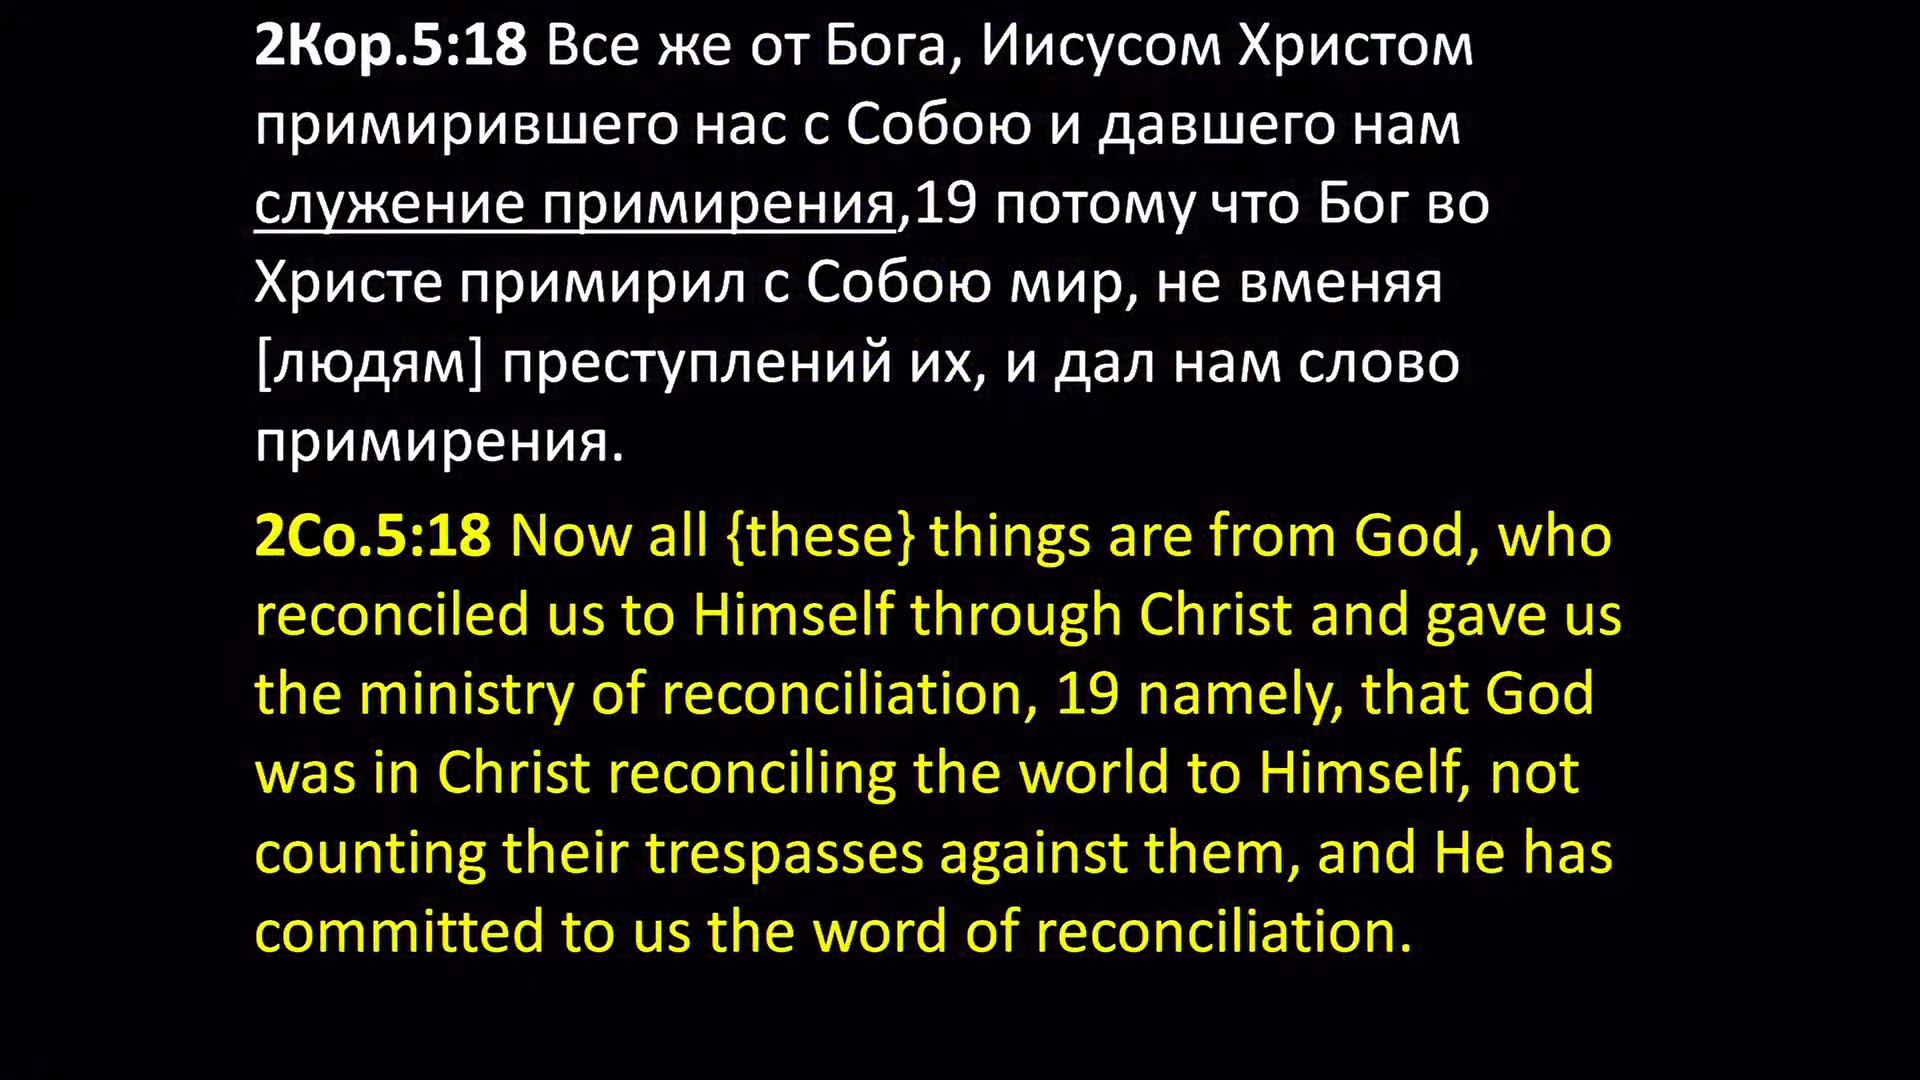 2Кор.5:18 Все же от Бога, Иисусом Христом
примирившего нас с Собою и давшего нам
служение примирения,19 потому что Бог во
Христе примирил с Собою мир, не вменяя
[людям] преступлений их, и дал нам слово
примирения.
2Co.5:18 Now all {these} things are from God, who
reconciled us to Himself through Christ and gave us
the ministry of reconciliation, 19 namely, that God
was in Christ reconciling the world to Himself, not
counting their trespasses against them, and He has
committed to us the word of reconciliation.